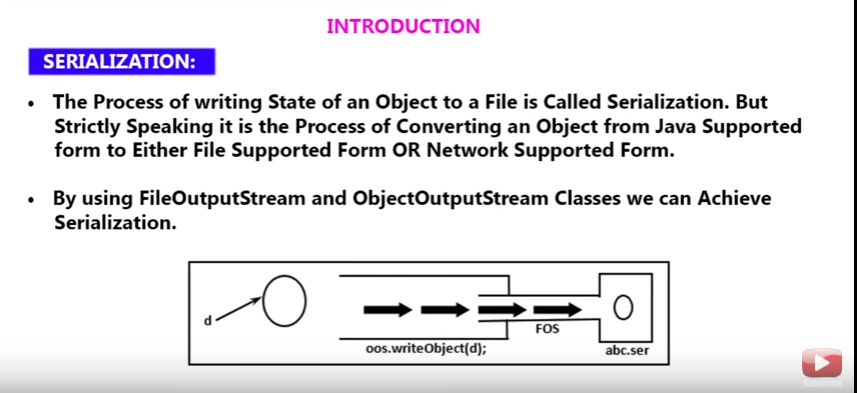 INTRODUCTION
SERIALIZATION:
• The Process of writing State of an Object to a File is Called Serialization. But
Strictly Speaking it is the Process of Converting an Object from Java Supported
form to Either File Supported Form OR Network Supported Form.
• By using FileOutputStream and ObjectOutputStream Classes we can Achieve
Serialization.
d
FOS
oos.writeObject(d);
abc.ser
Subscribe